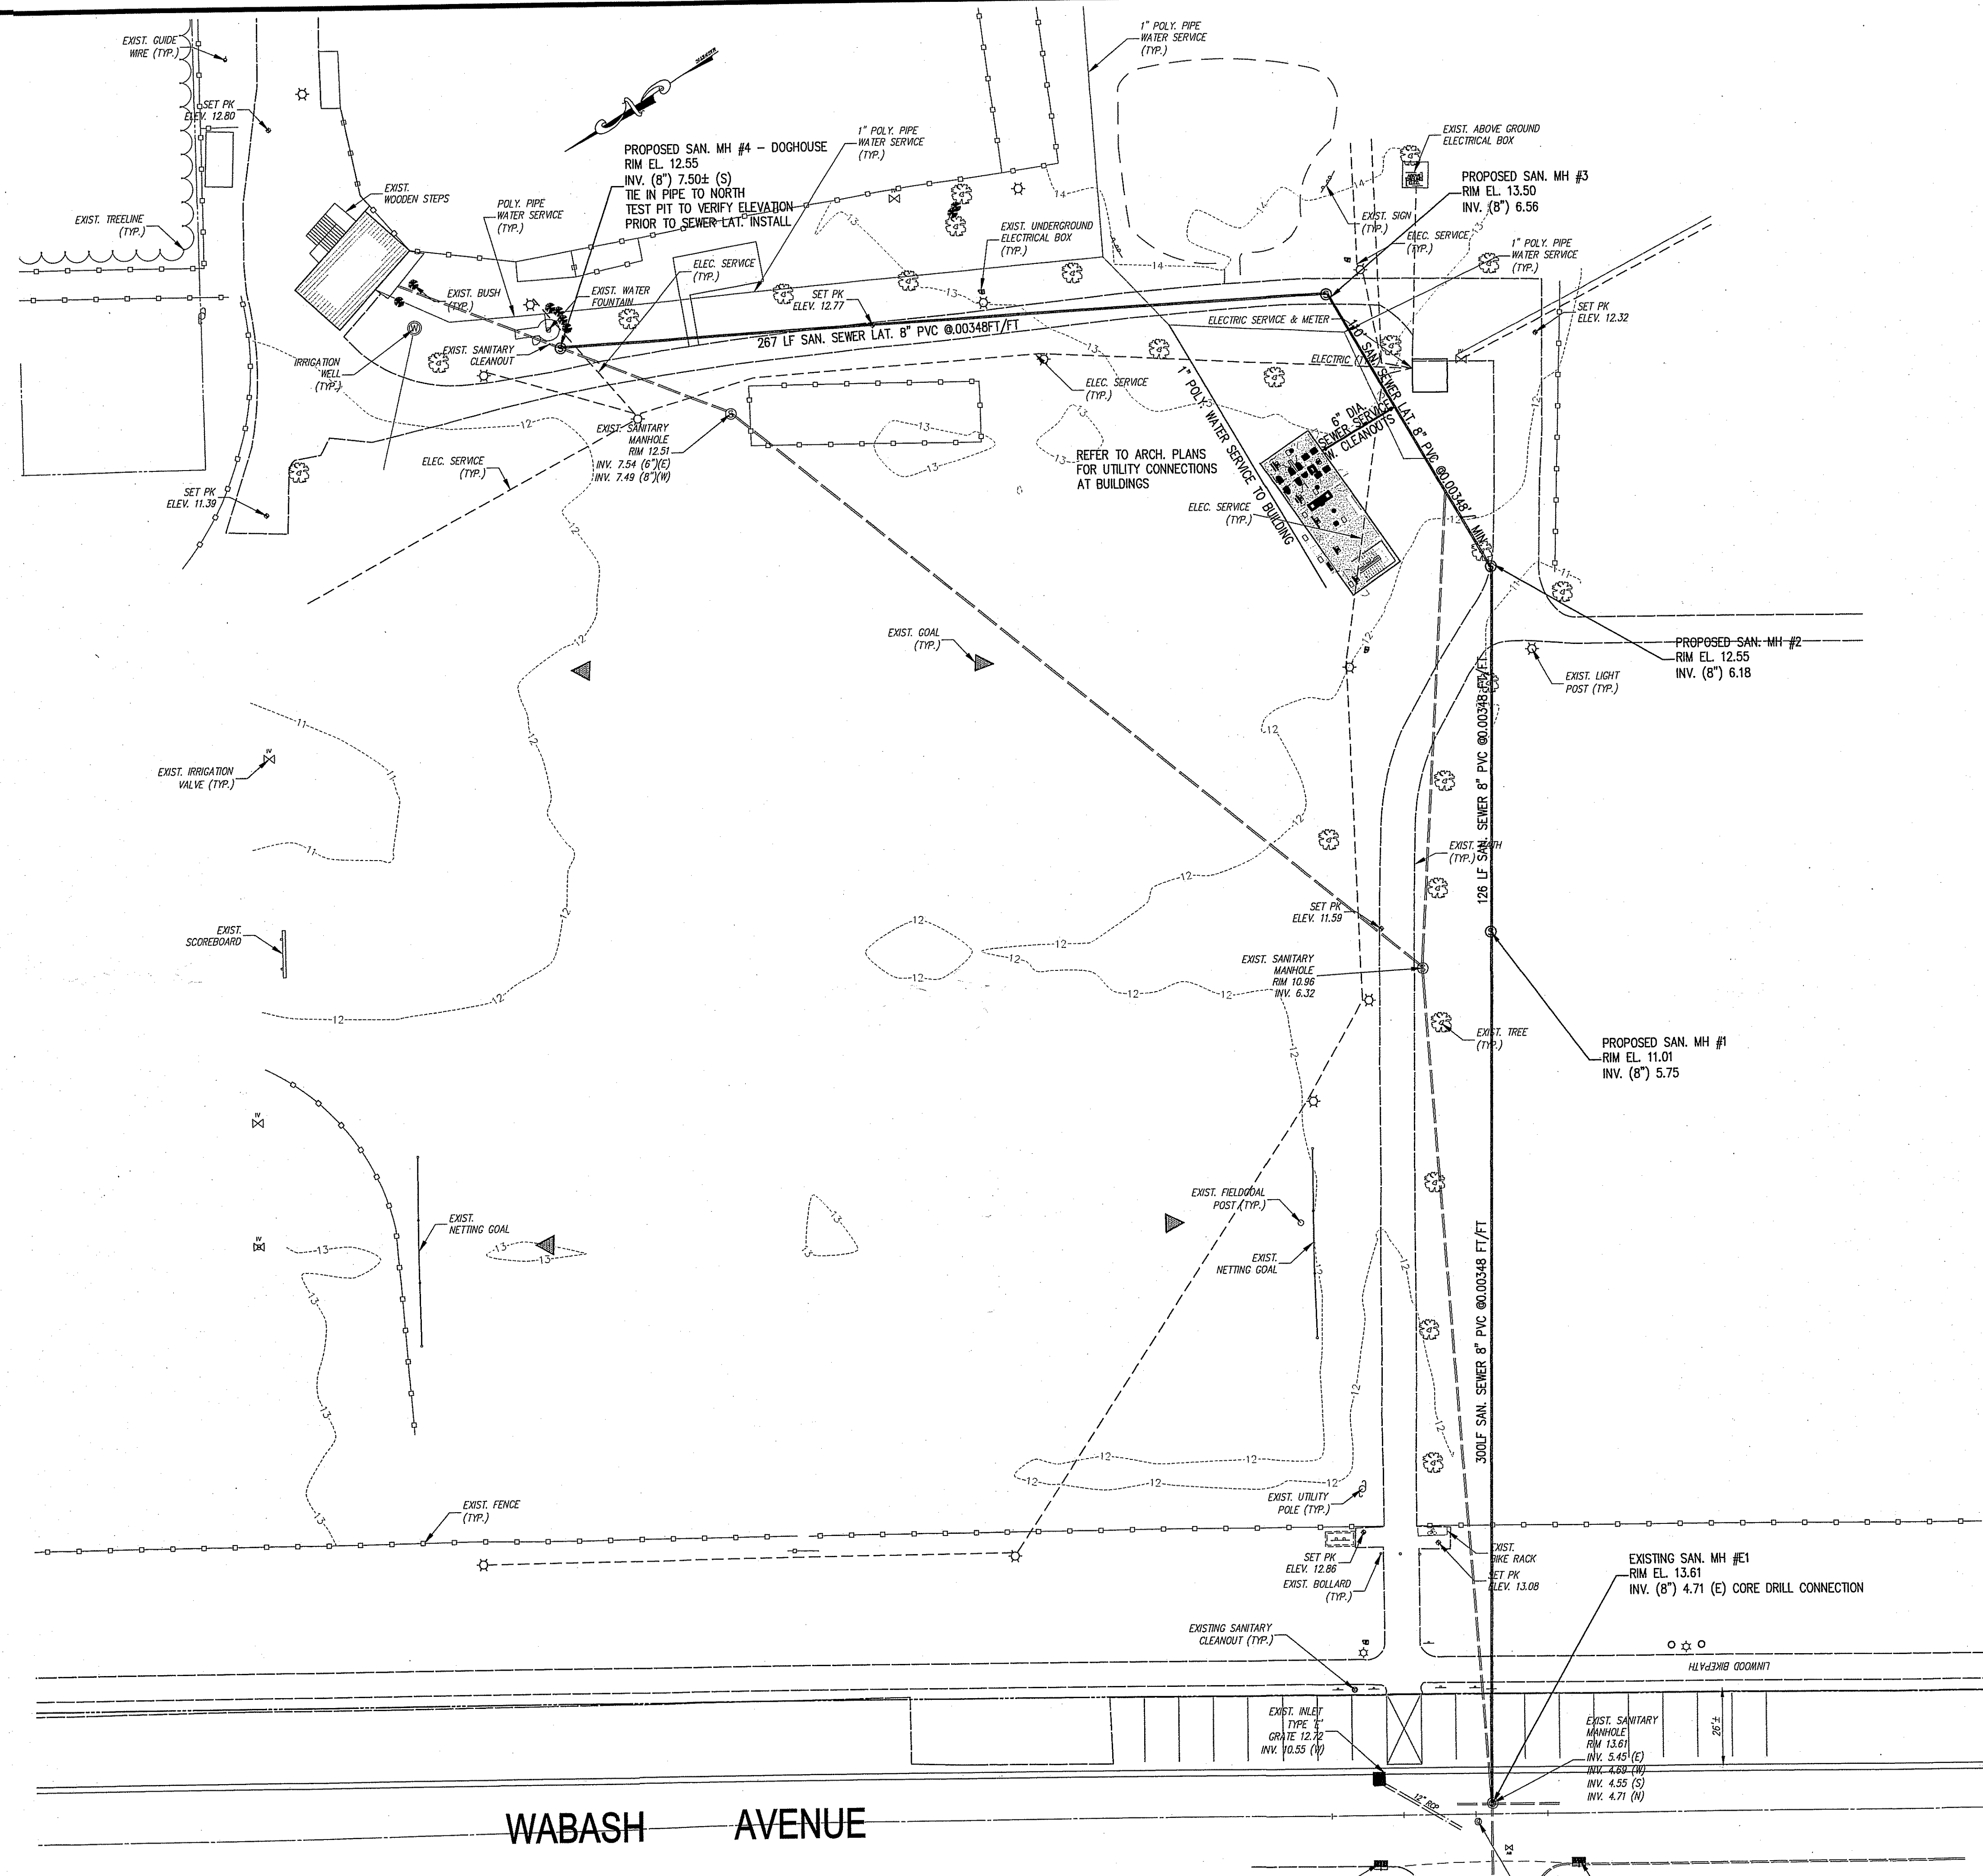 EXIST. GUIDE
WIRE (TYP.)
SET PK
ELEV. 12.80
EXIST. TREELINE
(TYP.)
EXIST.
WOODEN STEPS
POLY. PIPE
WATER SERVICE
(TYP.)
PROPOSED SAN. MH #4 - DOGHOUSE
RIM EL. 12.55
INV. (8") 7.50± (S)
TIE IN PIPE TO NORTH
TEST PIT TO VERIFY ELEVATION
PRIOR TO SEWER LAT. INSTALL
1" POLY. PIPE
WATER SERVICE
(TYP.)
1" POLY. PIPE
WATER SERVICE
(TYP.)
EXIST. UNDERGROUND
ELECTRICAL BOX
(TYP.)
EXIST. ABOVE GROUND
ELECTRICAL BOX
PROPOSED SAN. MH #3
RIM EL. 13.50
INV. (8") 6.56
EXIST. SIGN
(TYP.)
ELEC. SERVICE
(TYP.)
1" POLY. PIPE
WATER SERVICE
(TYP.)
SET PK
ELEV. 12.32
ELEC. SERVICE
(TYP.)
EXIST. BUSH
(TYP.)
EXIST. WATER
FOUNTAIN
SET PK
ELEV. 12.77
267 LF SAN. SEWER LAT. 8" PVC @.00348FT/FT
ELECTRIC SERVICE & METER
EXIST. SANITARY
CLEANOUT
IRRIGATION
WELL
(TYP.)
ELEC. SERVICE
(TYP.)
110' SAN. SEWER LAT. 8" PVC @0.00348'/' MIN.
1" POLY. WATER SERVICE TO BUILDING
6" DIA.
SEWER SERVICE
W. CLEANOUTS
EXIST. SANITARY
MANHOLE
RIM 12.51
INV. 7.54 (6")(E)
INV. 7.49 (8")(W)
ELEC. SERVICE
(TYP.)
REFER TO ARCH. PLANS
FOR UTILITY CONNECTIONS
AT BUILDINGS
ELEC. SERVICE
(TYP.)
SET PK
ELEV. 11.39
EXIST. GOAL
(TYP.)
PROPOSED SAN. MH #2
RIM EL. 12.55
INV. (8") 6.18
EXIST. LIGHT
POST (TYP.)
126 LF SAN. SEWER 8" PVC @0.00348 FT/FT
EXIST. IRRIGATION
VALVE (TYP.)
EXIST. PATH
(TYP.)
SET PK
ELEV. 11.59
EXIST.
SCOREBOARD
EXIST. SANITARY
MANHOLE
RIM 10.96
INV. 6.32
EXIST. TREE
(TYP.)
PROPOSED SAN. MH #1
RIM EL. 11.01
INV. (8") 5.75
EXIST. FIELDGOAL
POST (TYP.)
EXIST.
NETTING GOAL
EXIST.
NETTING GOAL
300LF SAN. SEWER 8" PVC @0.00348 FT/FT
EXIST. FENCE
(TYP.)
EXIST. UTILITY
POLE (TYP.)
SET PK
ELEV. 12.86
EXIST. BOLLARD
(TYP.)
EXIST.
BIKE RACK
SET PK
ELEV. 13.08
EXISTING SAN. MH #E1
RIM EL. 13.61
INV. (8") 4.71 (E) CORE DRILL CONNECTION
EXISTING SANITARY
CLEANOUT (TYP.)
LINWOOD BIKEPATH
EXIST. INLET
TYPE 'E'
GRATE 12.72
INV. 10.55 (W)
EXIST. SANITARY
MANHOLE
RIM 13.61
INV. 5.45 (E)
INV. 4.69 (W)
INV. 4.55 (S)
INV. 4.71 (N)
26'±
12" RCP
WABASH AVENUE